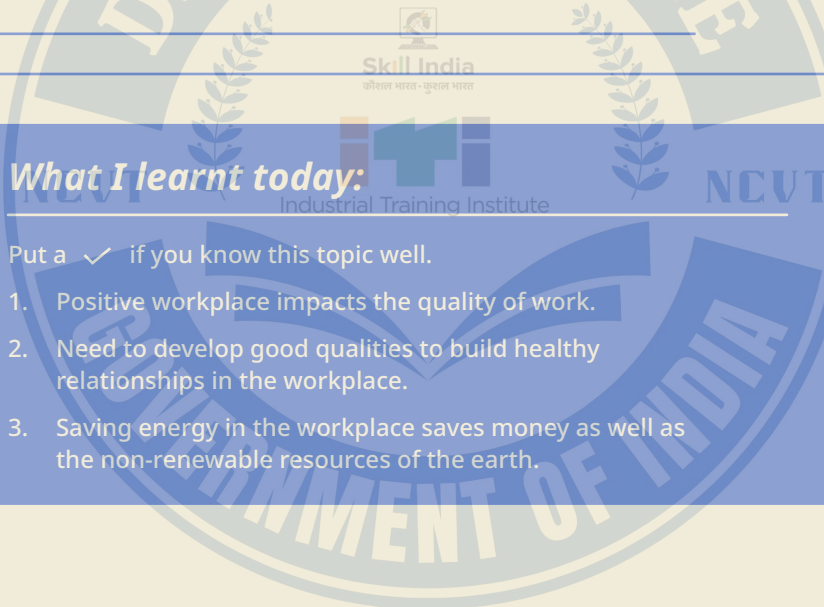 Skill India
कौशल भारत - कुशल भारत
What I learnt today:
NCVT
NCVT
Industrial Training Institute
Put a ✓ if you know this topic well.
1. Positive workplace impacts the quality of work.
2. Need to develop good qualities to build healthy
relationships in the workplace.
3. Saving energy in the workplace saves money as well as
the non-renewable resources of the earth.
GOVERNMENT OF INDIA